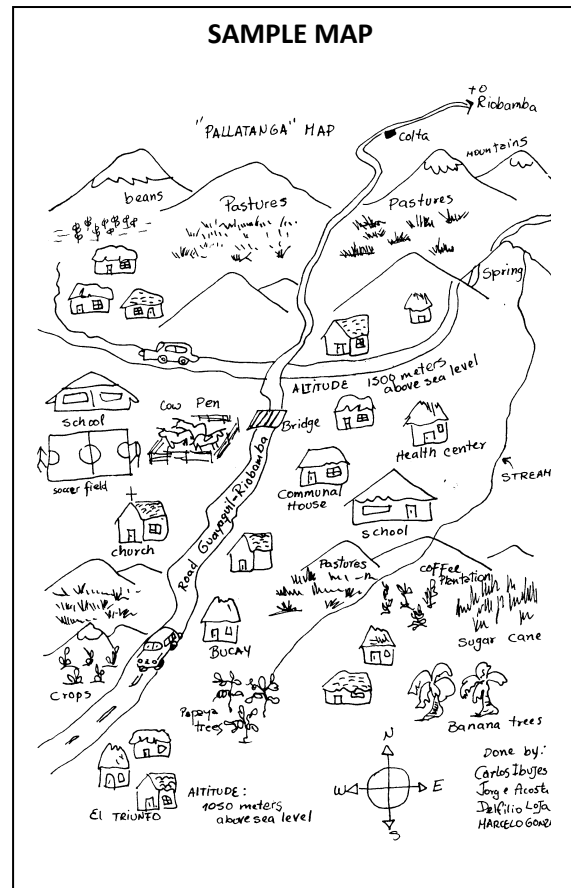 SAMPLE MAP
TO
Riobamba
"PALLATANGA" MAP
Colta
MOUNTAINS
beans
Pastures
Pastures
Spring
ALTITUDE 1500 meters
above sea level
School
Cow Pen
Bridge
Health center
soccer field
Communal
House
STREAM
School
church
Road Guayaquil-Riobamba
Pastures
coffee
Plantation
Sugar Cane
BUCAY
Crops
Papaya
trees
Banana trees
N
W
E
S
Done by:
Carlos Ibujes
Jorge Acosta
Delfilio Loja
MARCELO
El TRIUNFO
ALTITUDE:
1050 meters
above sea level